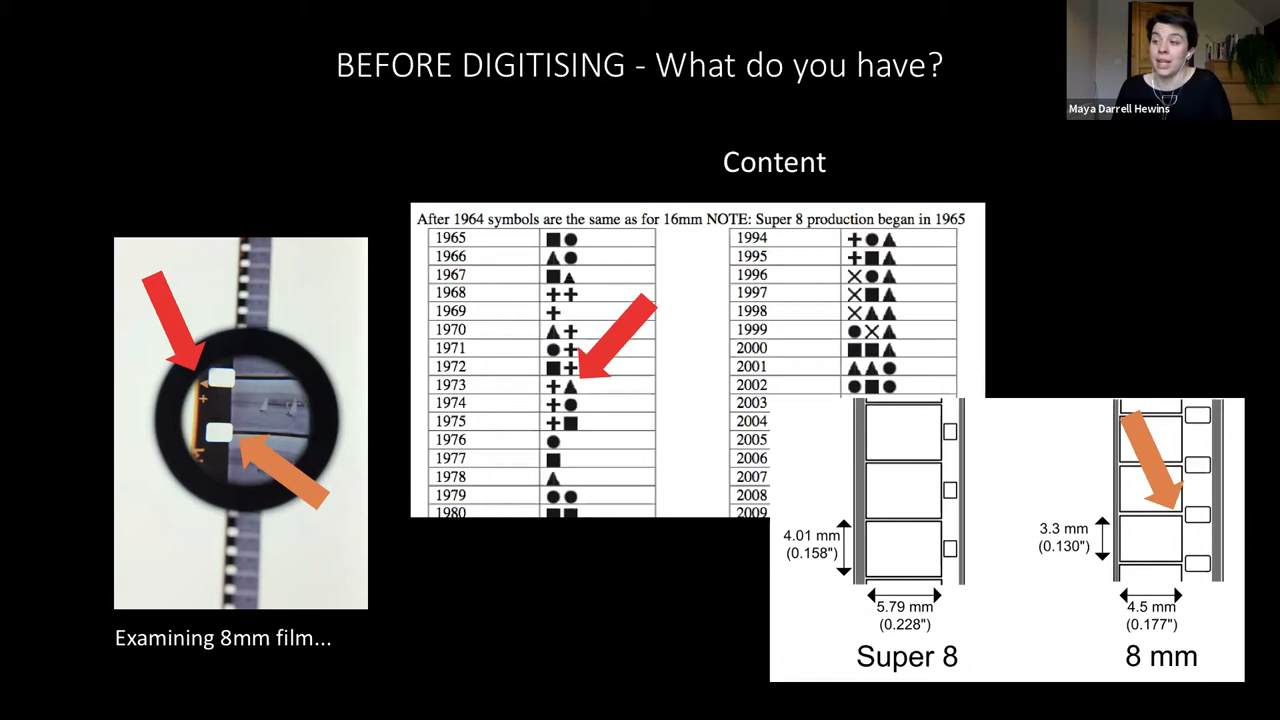 BEFORE DIGITISING - What do you have?
Maya Darrell Hewins
Content
After 1964 symbols are the same as for 16mm NOTE: Super 8 production began in 1965
1965 ■ ●
1966 ▲ ●
1967 ■ ▲
1968 + +
1969 +
1970 ▲ +
1971 ● +
1972 ■ +
1973 + ▲
1974 + ●
1975 + ■
1976 ●
1977 ■
1978 ▲
1979 ● ●
1980 ■ ■
1994 + ● ▲
1995 + ■ ▲
1996 X ● ▲
1997 X ■ ▲
1998 X ▲ ▲
1999 ● X ▲
2000 ■ ■ ▲
2001 ▲ ▲ ●
2002 ● ■ ●
2003
2004
2005
2006
2007
2008
2009
4.01 mm
(0.158")
5.79 mm
(0.228")
Super 8
3.3 mm
(0.130")
4.5 mm
(0.177")
8 mm
Examining 8mm film...